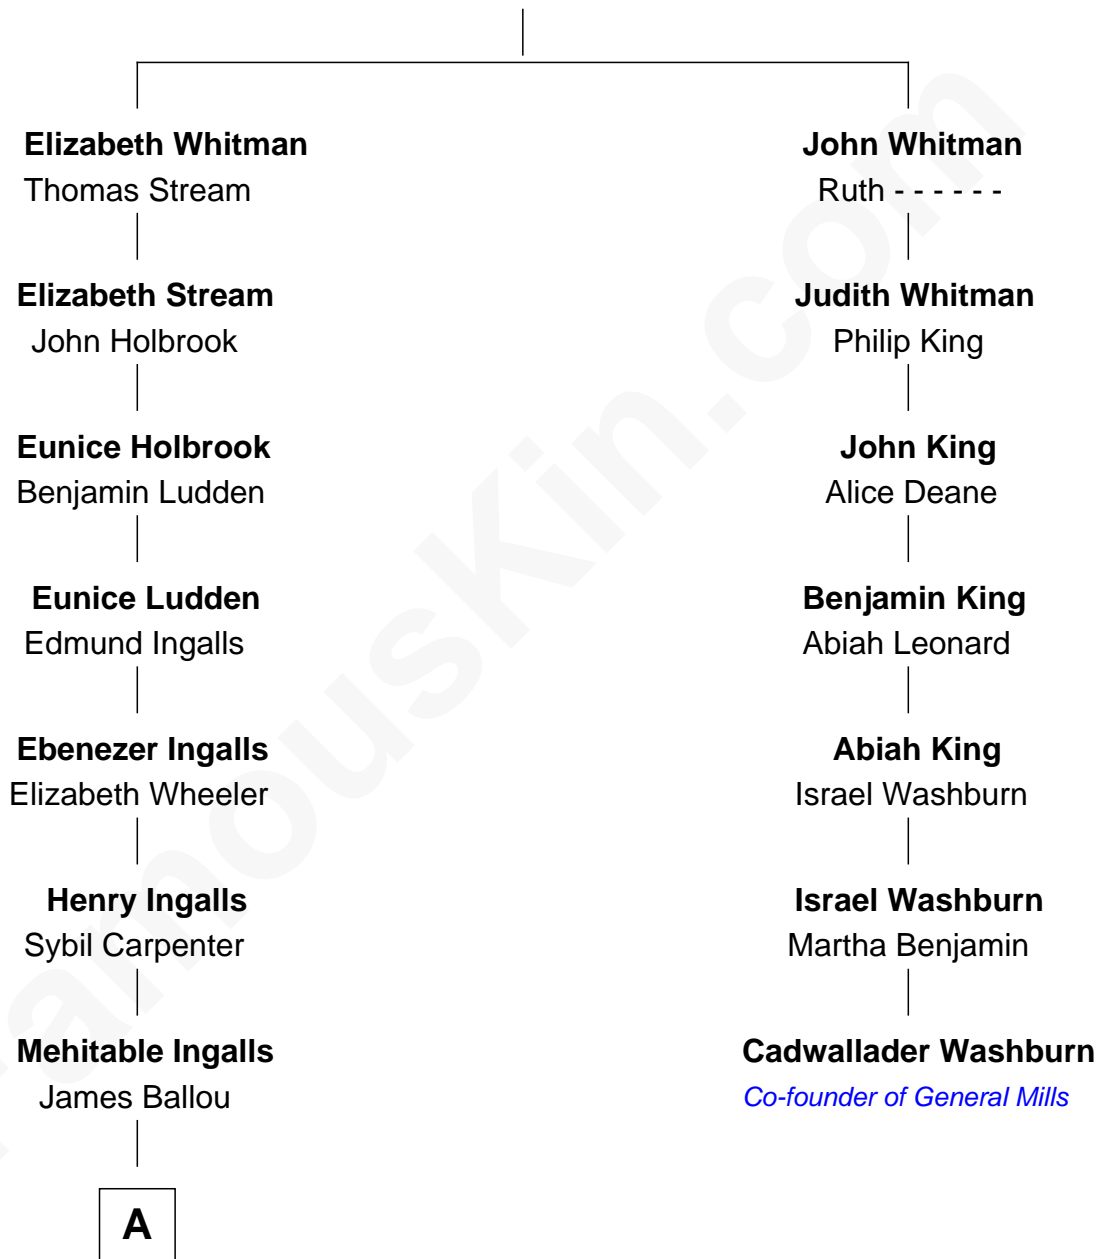 Elizabeth Whitman
Thomas Stream
John Whitman
Ruth - - - - - -
Elizabeth Stream
John Holbrook
Judith Whitman
Philip King
Eunice Holbrook
Benjamin Ludden
John King
Alice Deane
Eunice Ludden
Edmund Ingalls
Benjamin King
Abiah Leonard
Ebenezer Ingalls
Elizabeth Wheeler
Abiah King
Israel Washburn
Henry Ingalls
Sybil Carpenter
Israel Washburn
Martha Benjamin
Mehitable Ingalls
James Ballou
Cadwallader Washburn
Co-founder of General Mills
A
FamousKin.com